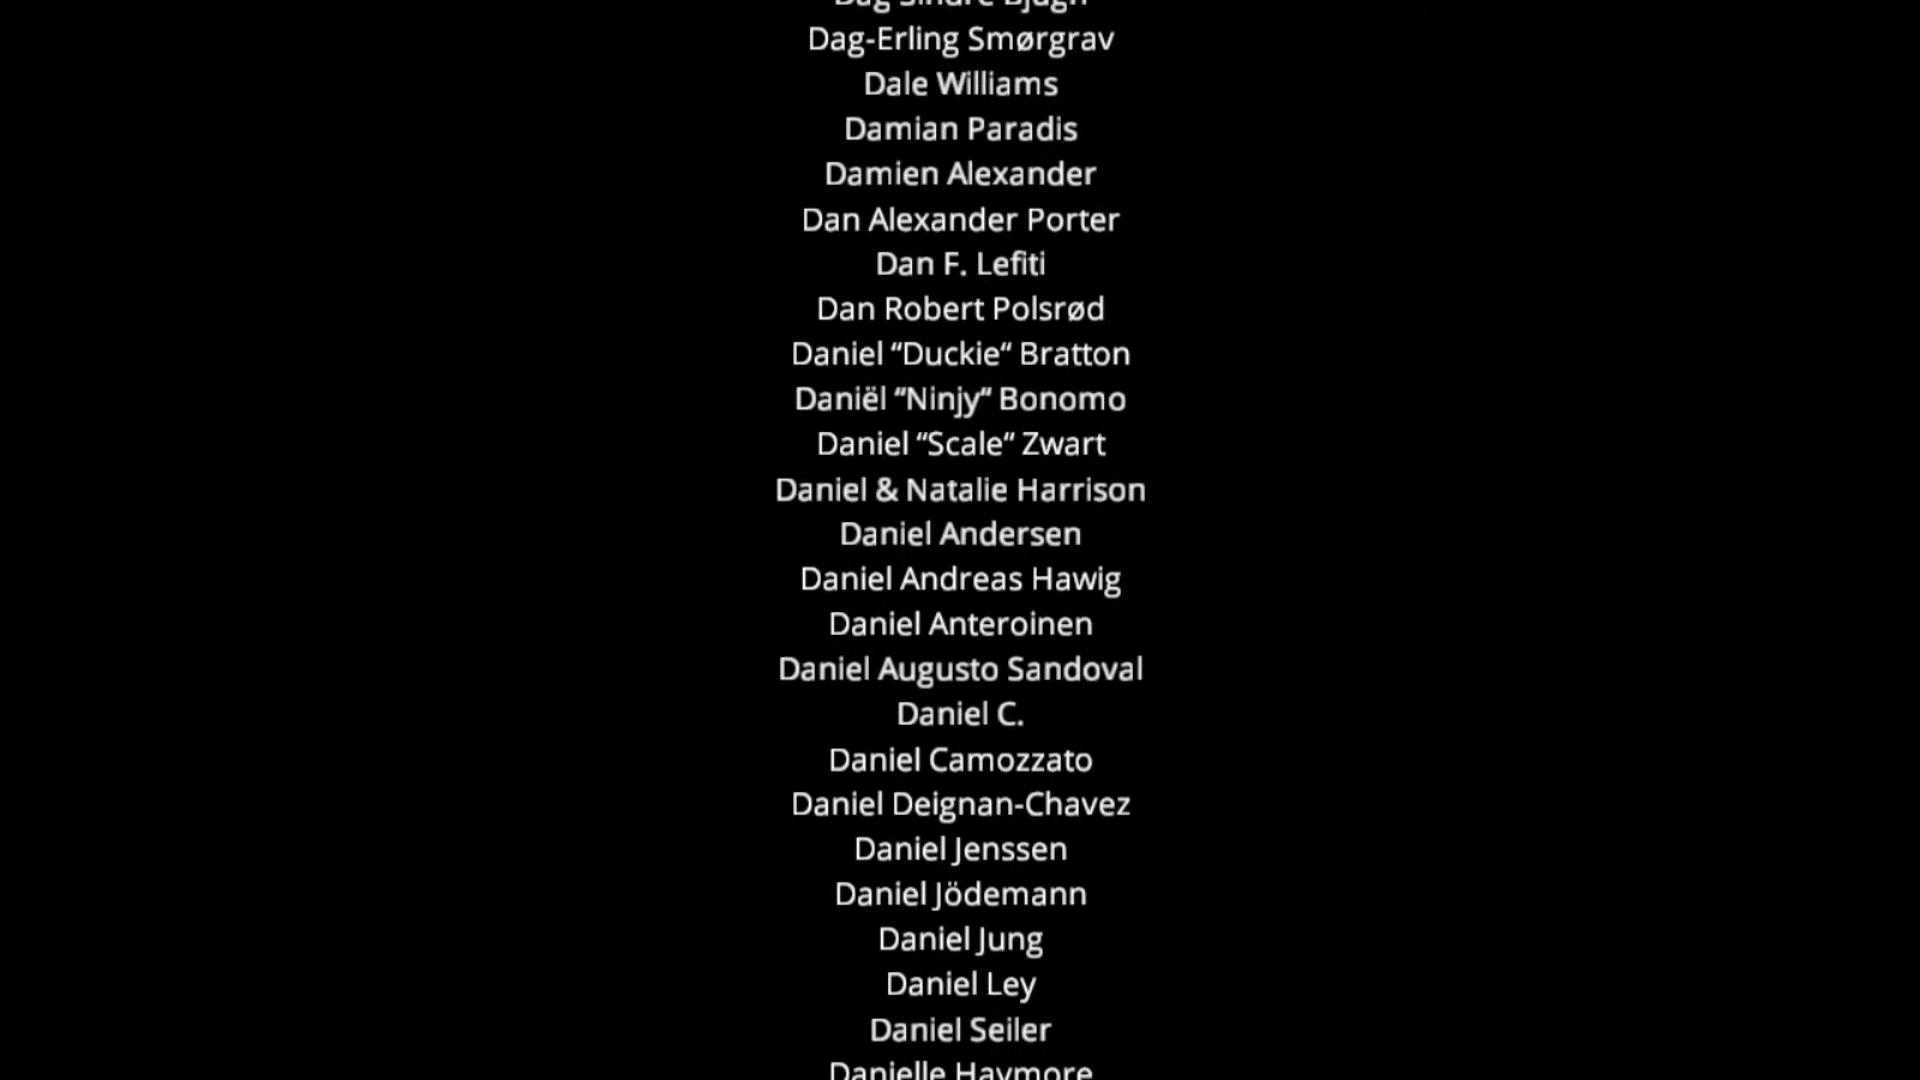 Dag Sindre Bjugn
Dag-Erling Smørgrav
Dale Williams
Damian Paradis
Damien Alexander
Dan Alexander Porter
Dan F. Lefiti
Dan Robert Polsrød
Daniel “Duckie“ Bratton
Daniël “Ninjy“ Bonomo
Daniel “Scale“ Zwart
Daniel & Natalie Harrison
Daniel Andersen
Daniel Andreas Hawig
Daniel Anteroinen
Daniel Augusto Sandoval
Daniel C.
Daniel Camozzato
Daniel Deignan-Chavez
Daniel Jenssen
Daniel Jödemann
Daniel Jung
Daniel Ley
Daniel Seiler
Danielle Haymore